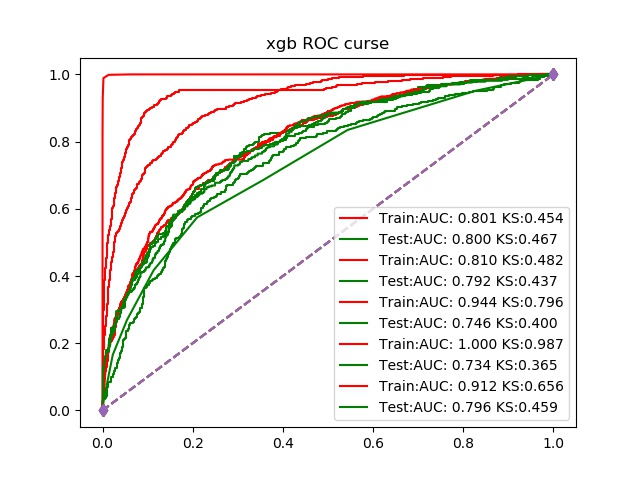 xgb ROC curse
1.0
0.8
0.6
0.4
0.2
0.0
Train:AUC: 0.801 KS:0.454
Test:AUC: 0.800 KS:0.467
Train:AUC: 0.810 KS:0.482
Test:AUC: 0.792 KS:0.437
Train:AUC: 0.944 KS:0.796
Test:AUC: 0.746 KS:0.400
Train:AUC: 1.000 KS:0.987
Test:AUC: 0.734 KS:0.365
Train:AUC: 0.912 KS:0.656
Test:AUC: 0.796 KS:0.459
0.0 0.2 0.4 0.6 0.8 1.0